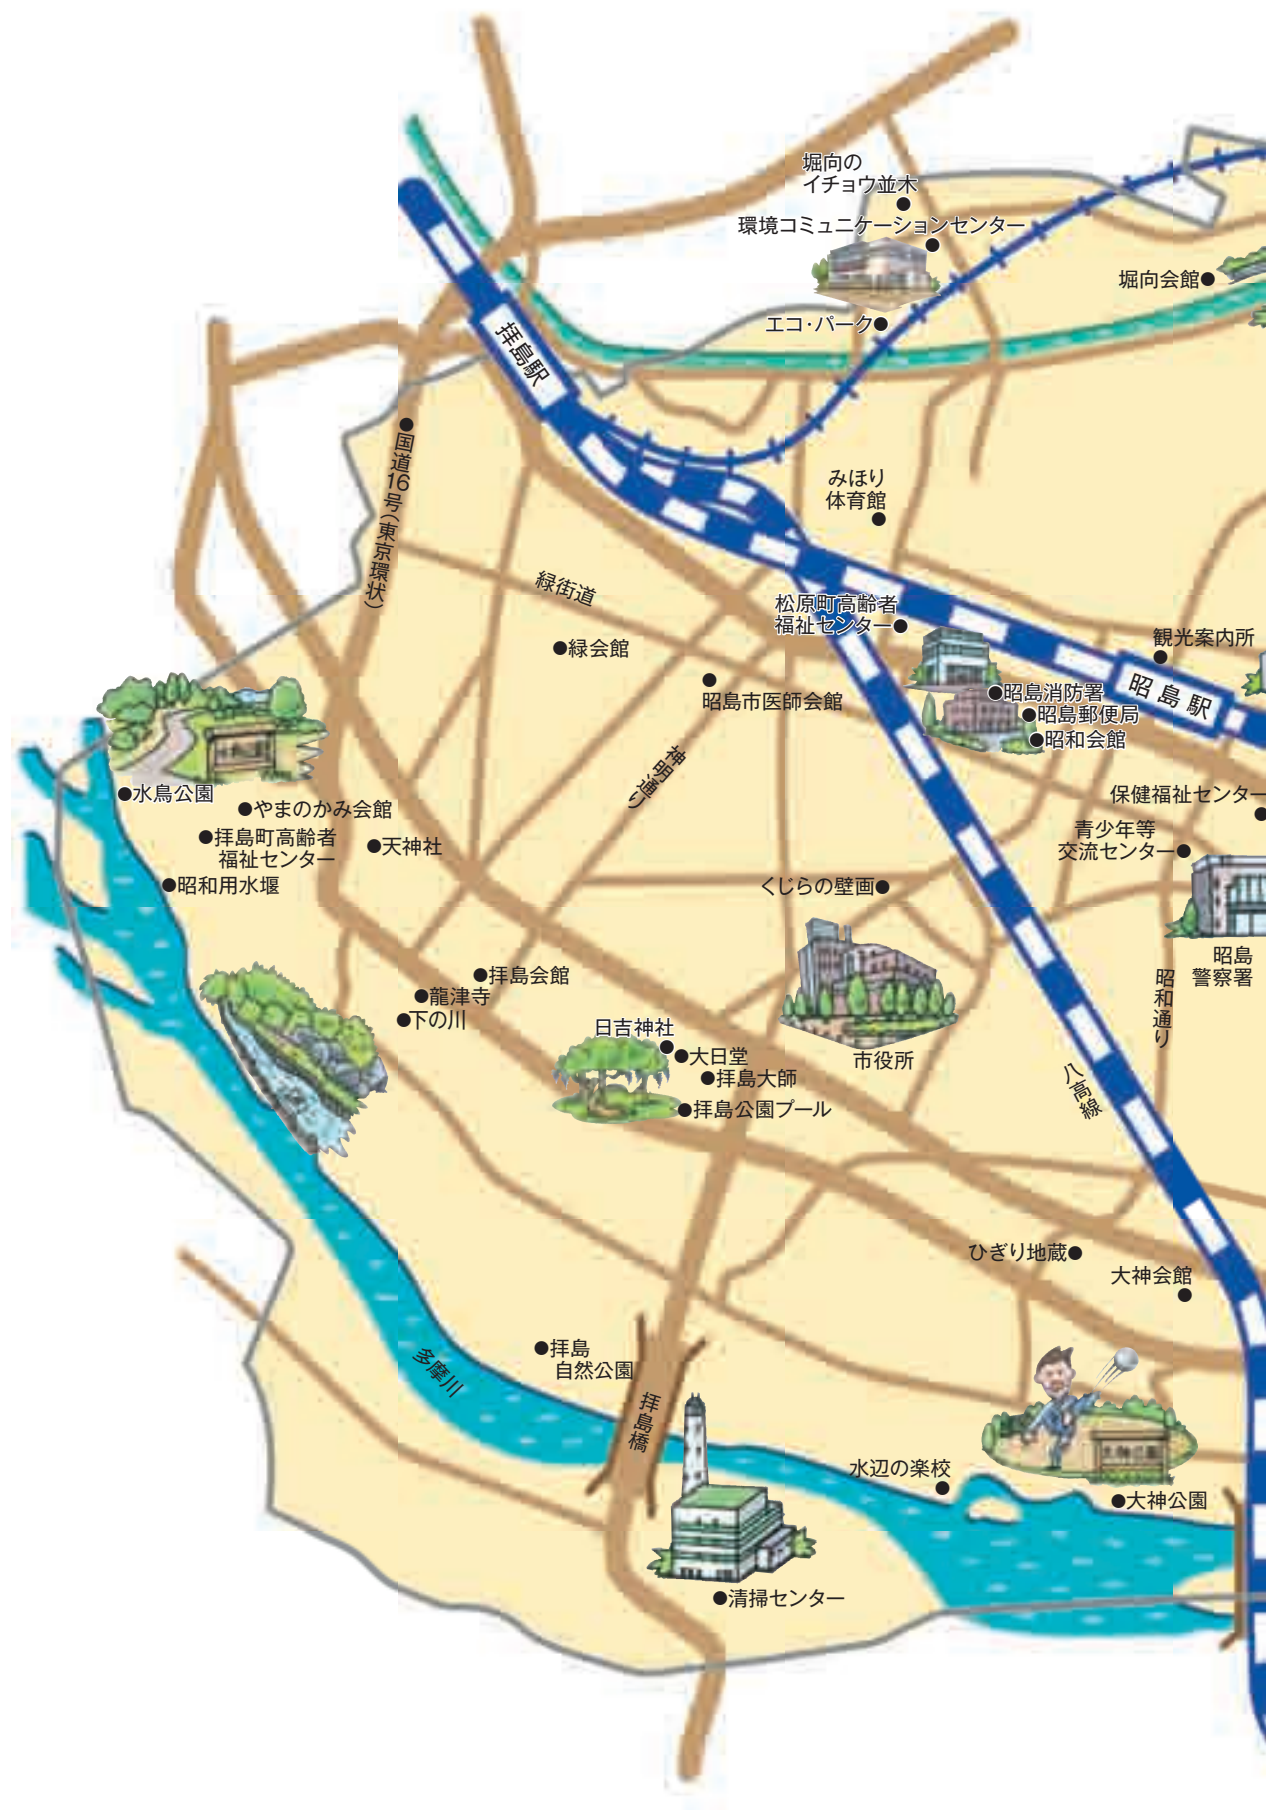 堀向の
イチョウ並木
環境コミュニケーションセンター
堀向会館
エコ・パーク
拝島駅
国道16号(東京環状)
みほり
体育館
緑街道
松原町高齢者
福祉センター
緑会館
観光案内所
昭島駅
昭島市医師会館
昭島消防署
昭島郵便局
昭和会館
神明通り
水鳥公園
やまのかみ会館
保健福祉センター
拝島町高齢者
福祉センター
天神社
青少年等
交流センター
昭和用水堰
くじらの壁画
昭島
警察署
拝島会館
龍津寺
下の川
昭和通り
日吉神社
大日堂
市役所
拝島大師
八高線
拝島公園プール
ひぎり地蔵
大神会館
拝島
自然公園
多摩川
拝島橋
水辺の楽校
大神公園
清掃センター